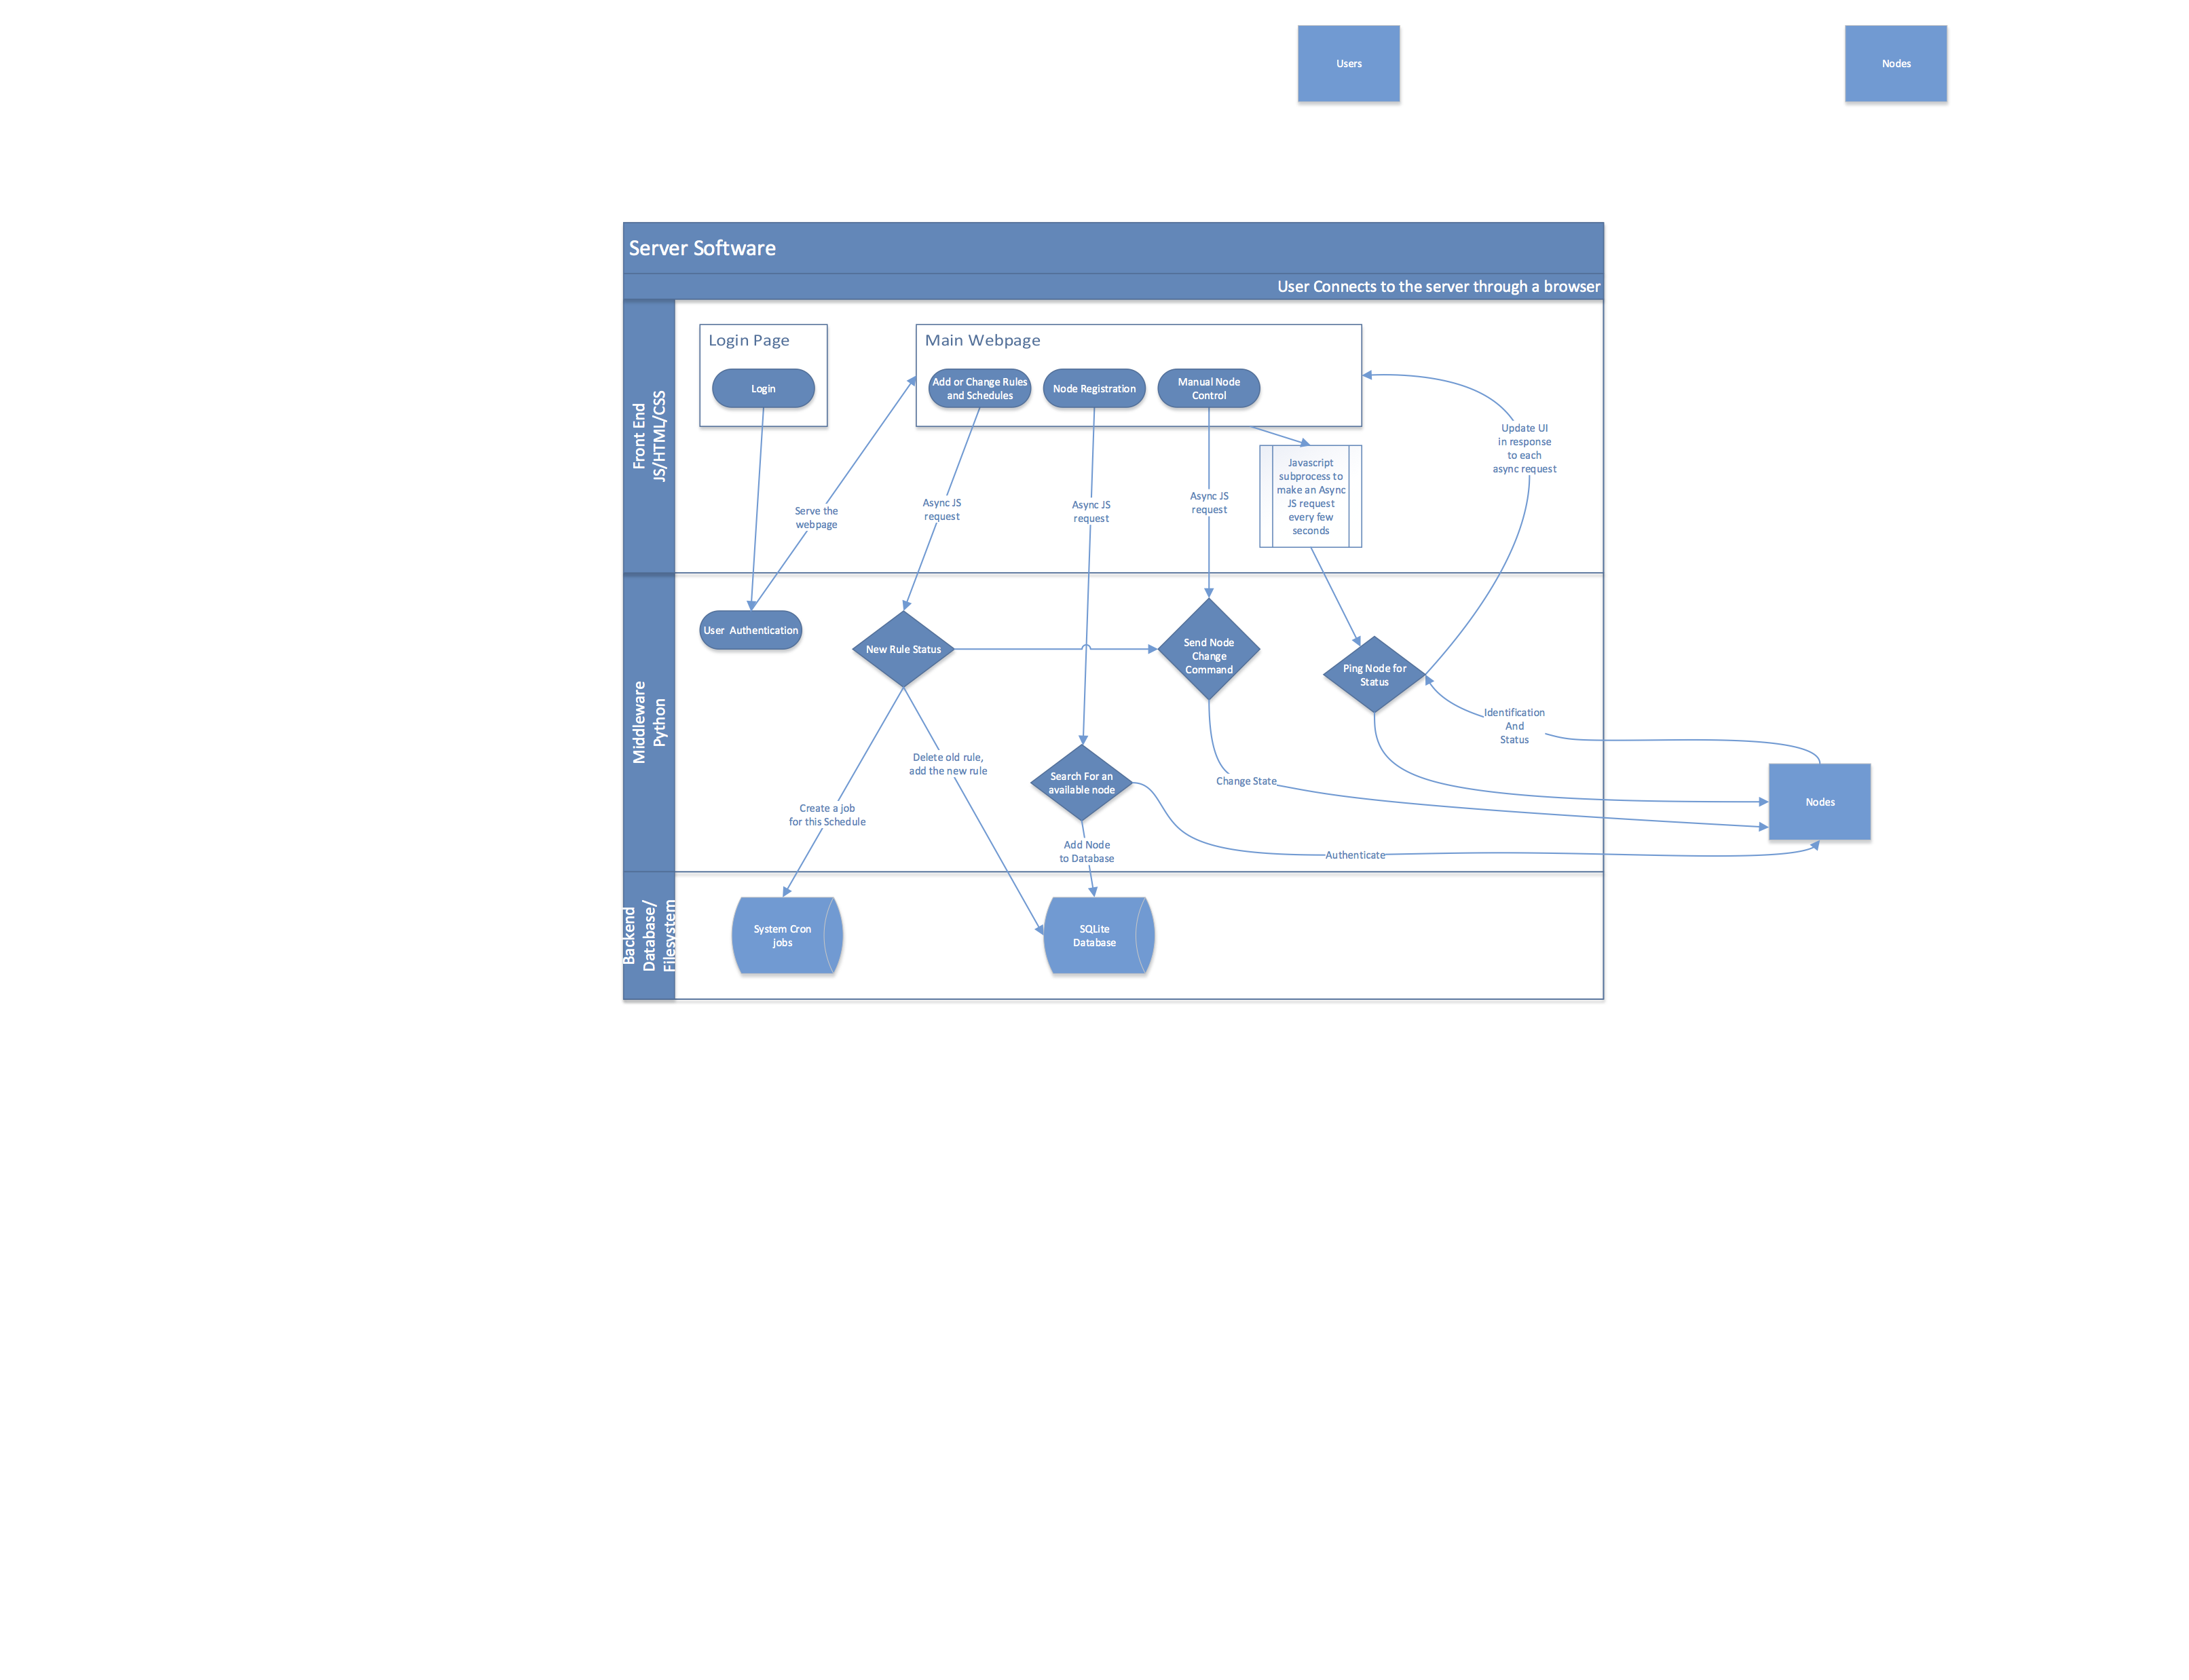 Users
Nodes
Server Software
User Connects to the server through a browser
Front End
JS/HTML/CSS
Login Page
Login
Main Webpage
Add or Change Rules
and Schedules
Node Registration
Manual Node
Control
Update UI
in response
to each
async request
Javascript
subprocess to
make an Async
JS request
every few
seconds
Serve the
webpage
Async JS
request
Async JS
request
Async JS
request
Middleware
Python
User Authentication
New Rule Status
Send Node
Change
Command
Ping Node for
Status
Identification
And
Status
Delete old rule,
add the new rule
Search For an
available node
Change State
Nodes
Create a job
for this Schedule
Add Node
to Database
Authenticate
Backend
Database/
Filesystem
System Cron
jobs
SQLite
Database